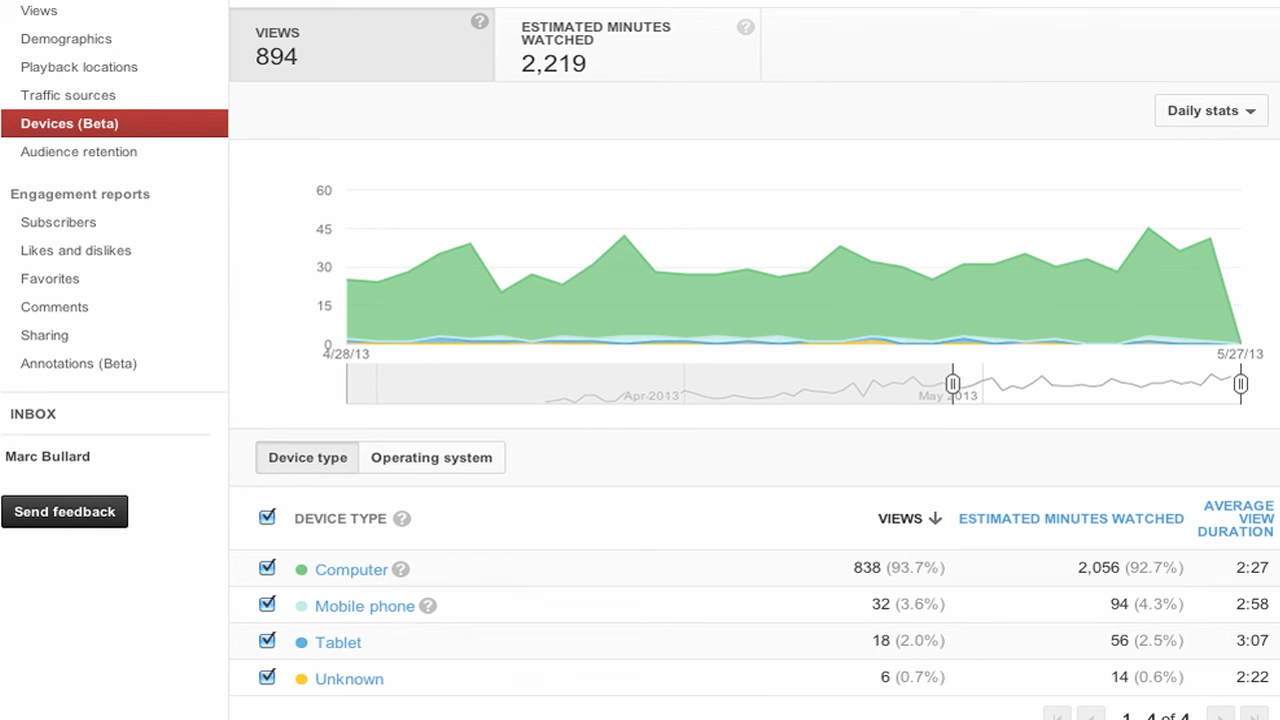 Views
Demographics
Playback locations
Traffic sources
Devices (Beta)
Audience retention
Engagement reports
Subscribers
Likes and dislikes
Favorites
Comments
Sharing
Annotations (Beta)
INBOX
Marc Bullard
Send feedback
VIEWS ?
894
ESTIMATED MINUTES ?
WATCHED
2,219
Daily stats
60
45
30
15
0
4/28/13 5/27/13
Apr-2013 May 2013
Device type Operating system
DEVICE TYPE ? VIEWS ESTIMATED MINUTES WATCHED AVERAGE
VIEW
DURATION
Computer ? 838 (93.7%) 2,056 (92.7%) 2:27
Mobile phone ? 32 (3.6%) 94 (4.3%) 2:58
Tablet 18 (2.0%) 56 (2.5%) 3:07
Unknown 6 (0.7%) 14 (0.6%) 2:22
1 - 4 of 4